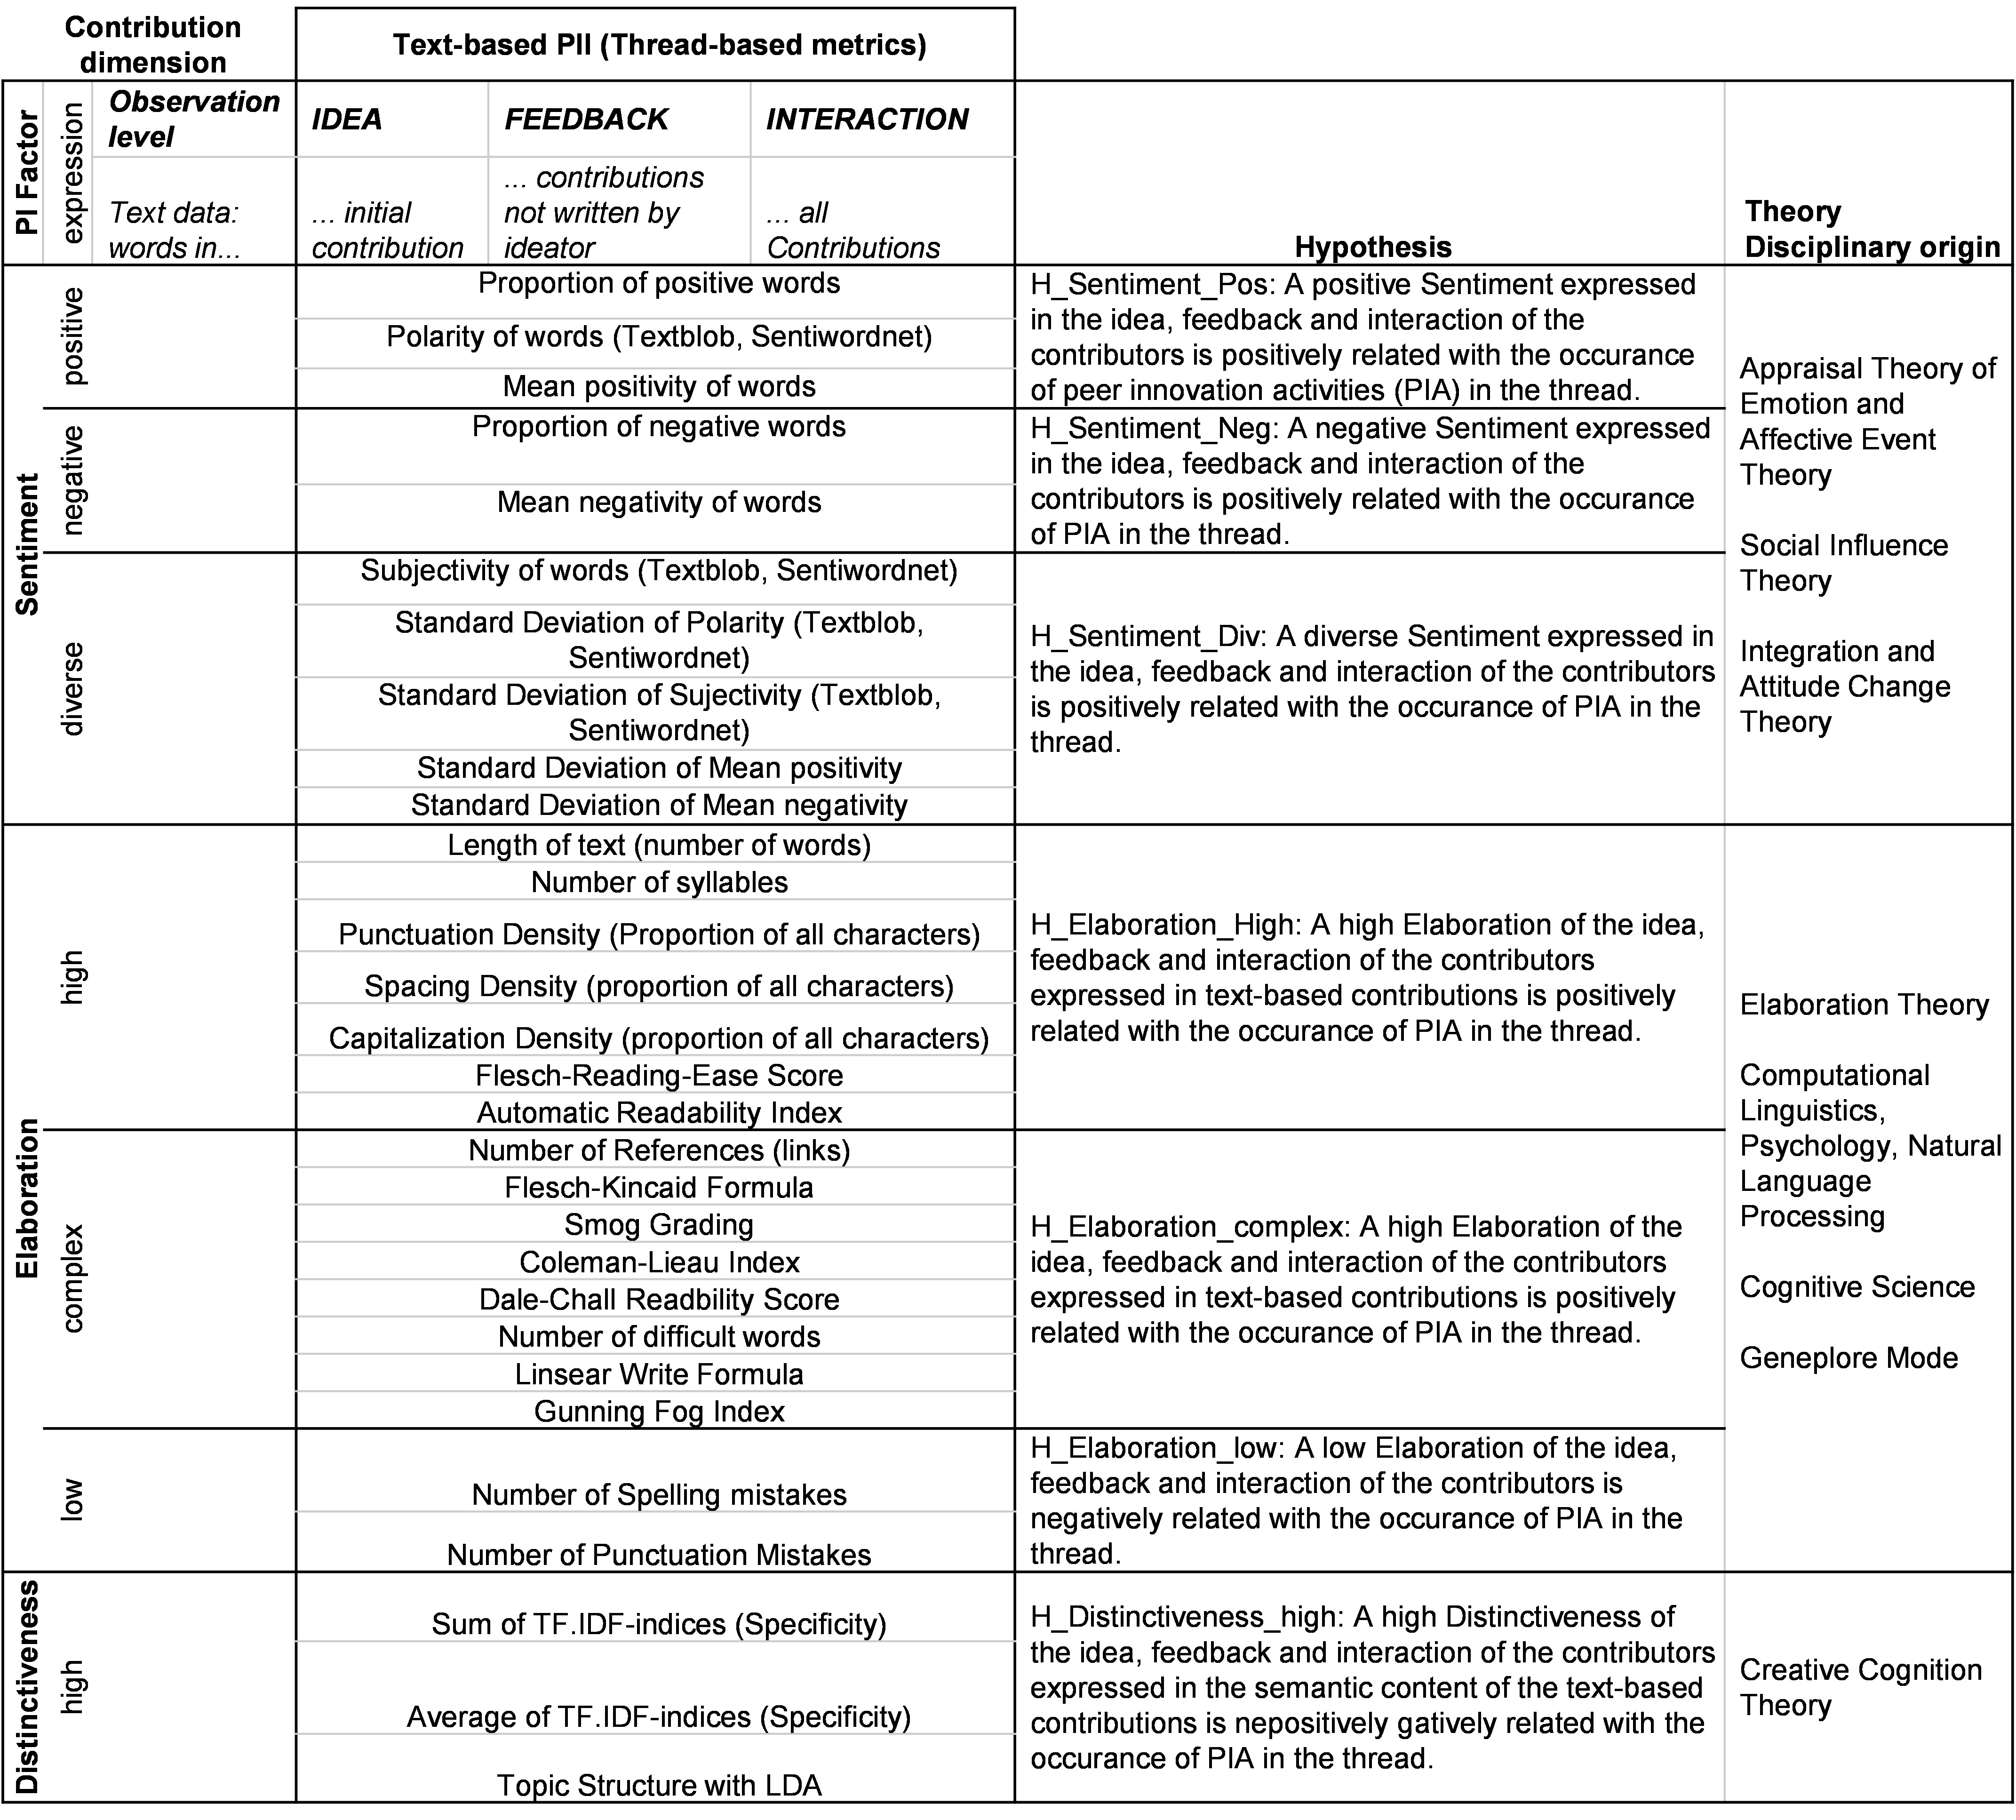 Contribution
dimension
Text-based PII (Thread-based metrics)
PI Factor
expression
Observation
level
IDEA
FEEDBACK
INTERACTION
Text data:
words in...
... initial
contribution
... contributions
not written by
ideator
... all
Contributions
Hypothesis
Theory
Disciplinary origin
Sentiment
positive
Proportion of positive words
Polarity of words (Textblob, Sentiwordnet)
Mean positivity of words
H_Sentiment_Pos: A positive Sentiment expressed
in the idea, feedback and interaction of the
contributors is positively related with the occurance
of peer innovation activities (PIA) in the thread.
negative
Proportion of negative words
Mean negativity of words
H_Sentiment_Neg: A negative Sentiment expressed
in the idea, feedback and interaction of the
contributors is positively related with the occurance
of PIA in the thread.
diverse
Subjectivity of words (Textblob, Sentiwordnet)
Standard Deviation of Polarity (Textblob,
Sentiwordnet)
Standard Deviation of Sujectivity (Textblob,
Sentiwordnet)
Standard Deviation of Mean positivity
Standard Deviation of Mean negativity
H_Sentiment_Div: A diverse Sentiment expressed in
the idea, feedback and interaction of the contributors
is positively related with the occurance of PIA in the
thread.
Appraisal Theory of
Emotion and
Affective Event
Theory
Social Influence
Theory
Integration and
Attitude Change
Theory
Elaboration
high
Length of text (number of words)
Number of syllables
Punctuation Density (Proportion of all characters)
Spacing Density (proportion of all characters)
Capitalization Density (proportion of all characters)
Flesch-Reading-Ease Score
Automatic Readability Index
H_Elaboration_High: A high Elaboration of the idea,
feedback and interaction of the contributors
expressed in text-based contributions is positively
related with the occurance of PIA in the thread.
complex
Number of References (links)
Flesch-Kincaid Formula
Smog Grading
Coleman-Lieau Index
Dale-Chall Readbility Score
Number of difficult words
Linsear Write Formula
Gunning Fog Index
H_Elaboration_complex: A high Elaboration of the
idea, feedback and interaction of the contributors
expressed in text-based contributions is positively
related with the occurance of PIA in the thread.
low
Number of Spelling mistakes
Number of Punctuation Mistakes
H_Elaboration_low: A low Elaboration of the idea,
feedback and interaction of the contributors is
negatively related with the occurance of PIA in the
thread.
Elaboration Theory
Computational
Linguistics,
Psychology, Natural
Language
Processing
Cognitive Science
Geneplore Mode
Distinctiveness
high
Sum of TF.IDF-indices (Specificity)
Average of TF.IDF-indices (Specificity)
Topic Structure with LDA
H_Distinctiveness_high: A high Distinctiveness of
the idea, feedback and interaction of the contributors
expressed in the semantic content of the text-based
contributions is nepositively gatively related with the
occurance of PIA in the thread.
Creative Cognition
Theory